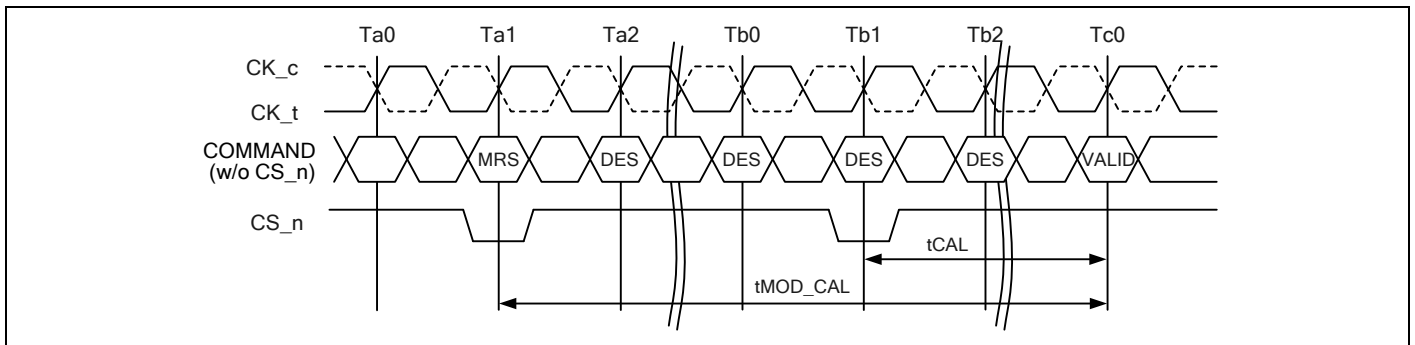 Ta0 Ta1 Ta2 Tb0 Tb1 Tb2 Tc0
CK_c
CK_t
COMMAND
(w/o CS_n)
MRS DES DES DES DES VALID
CS_n
tCAL
tMOD_CAL